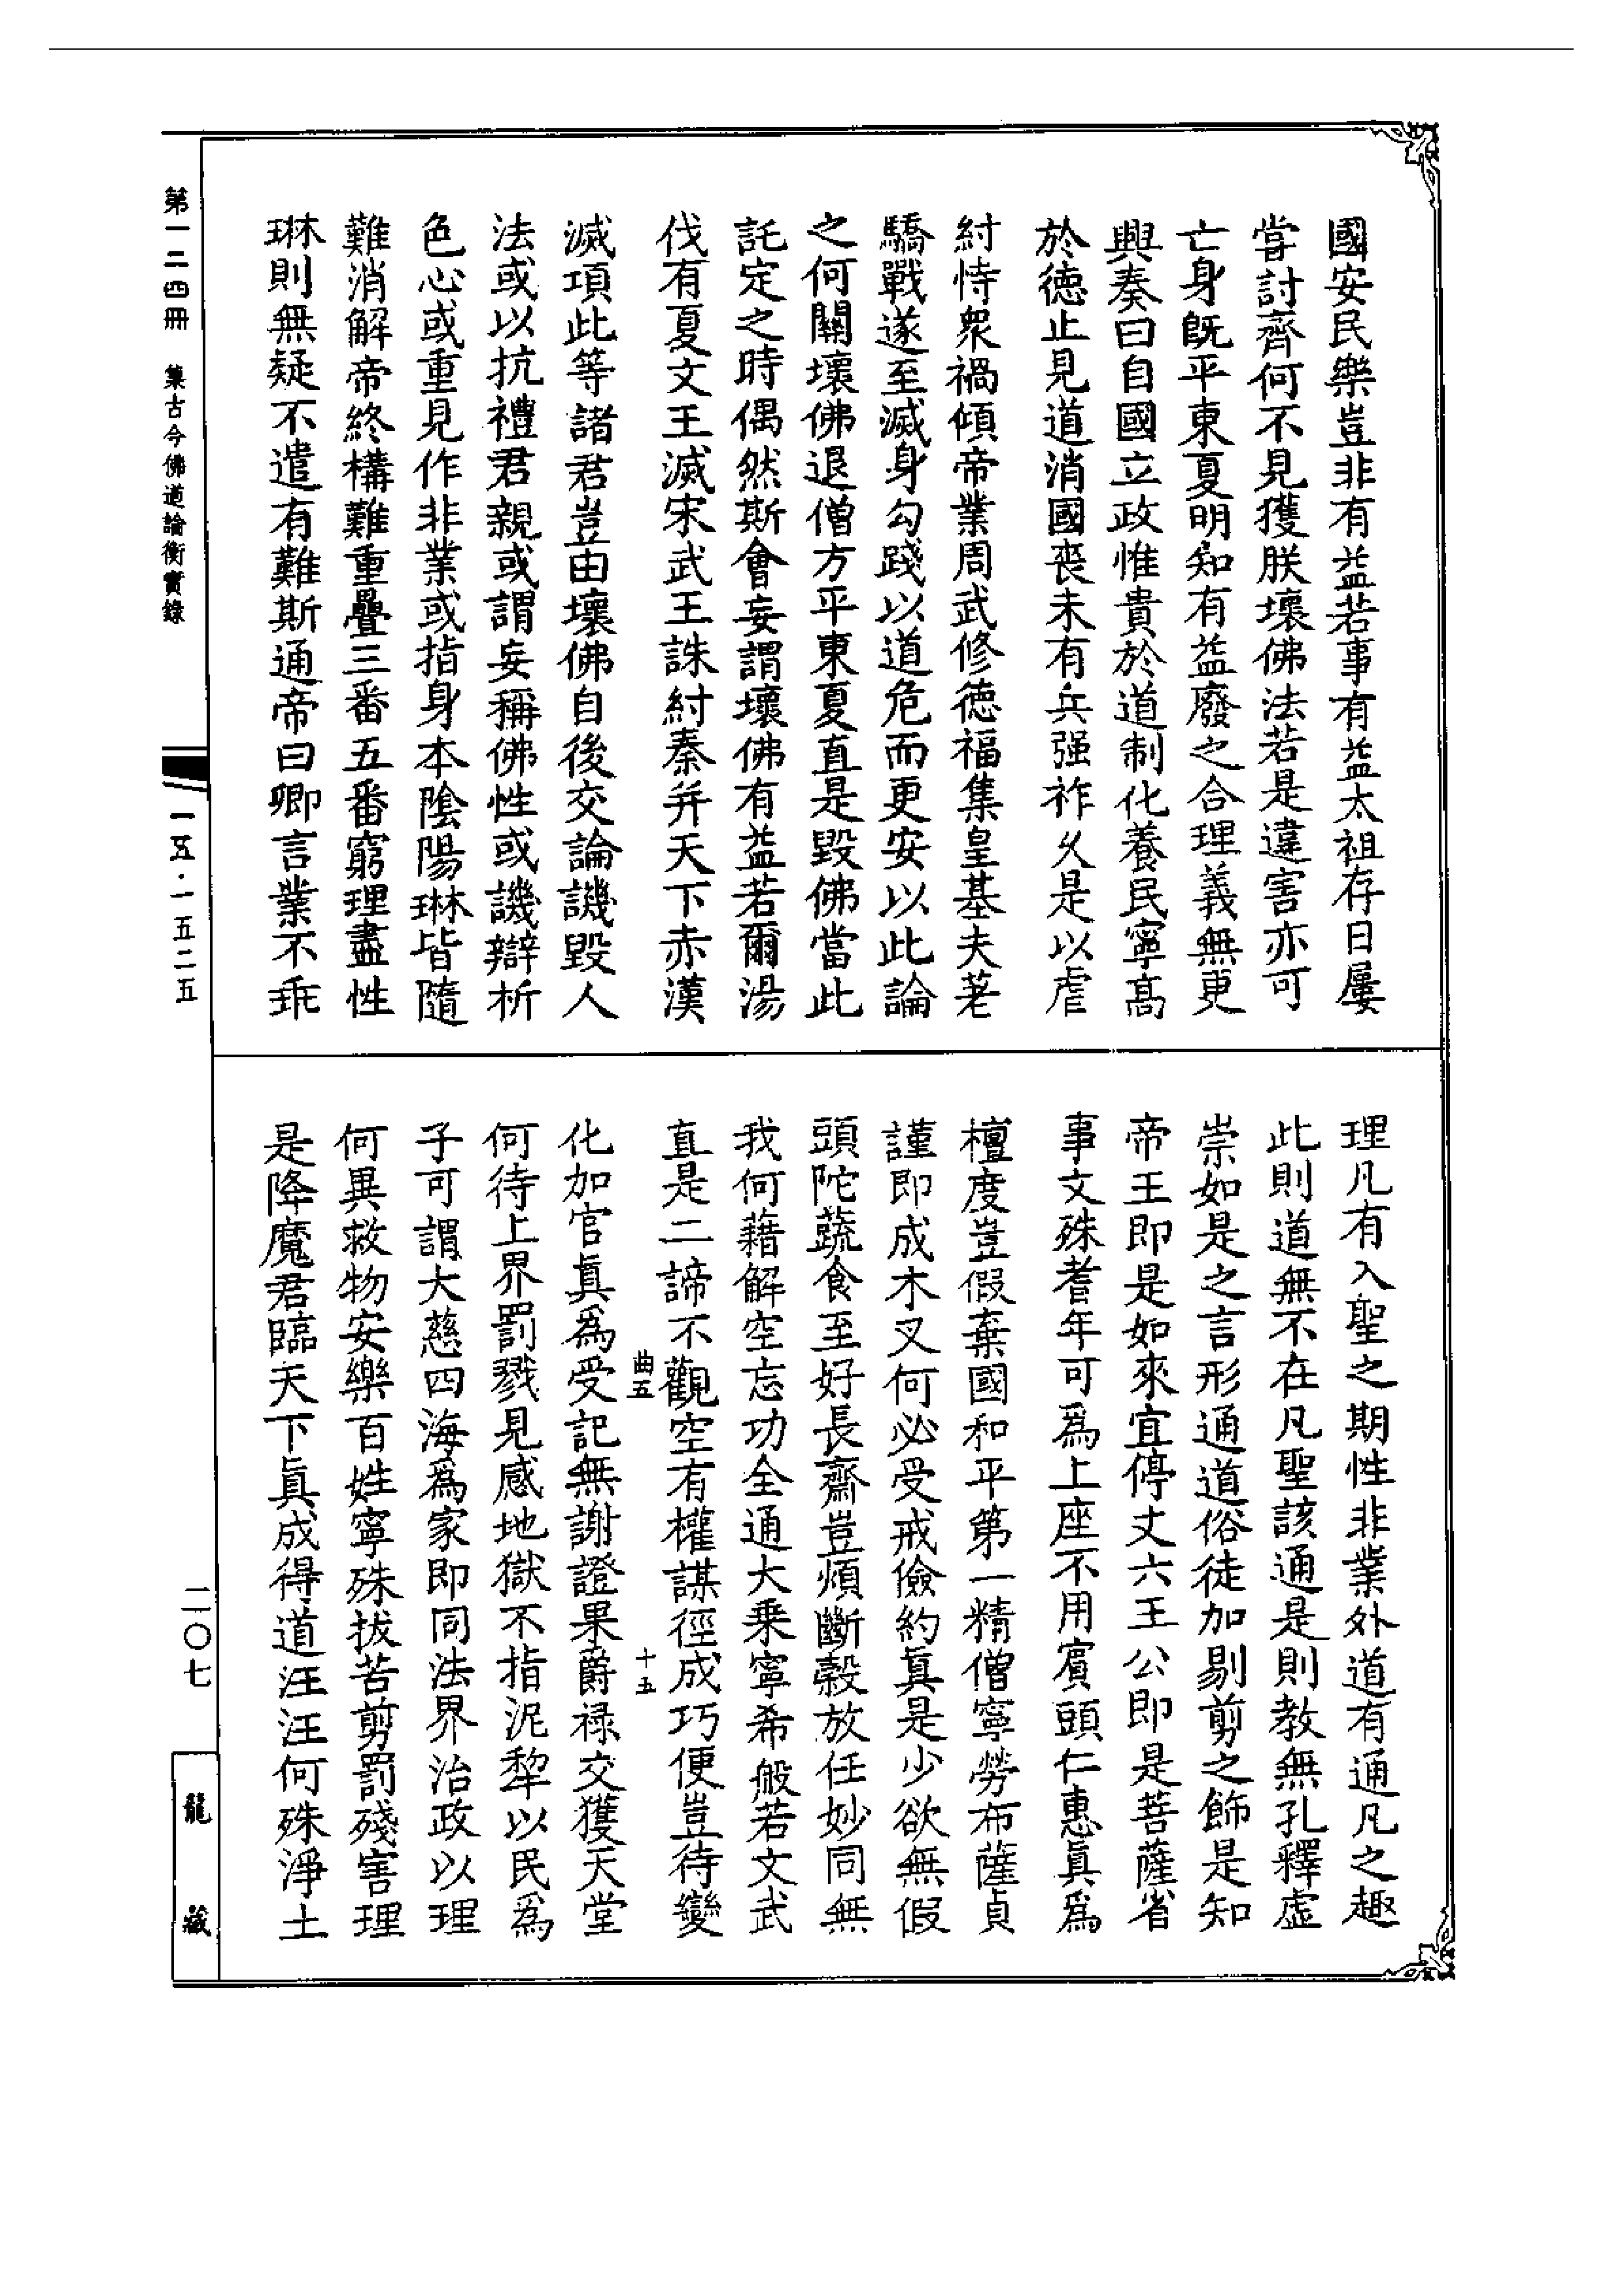 國安民樂豈非有益若事有益太祖存日屢
嘗討齊何不見獲朕壞佛法若是違害亦可
亡身旣平東夏明知有益廢之合理義無更
興奏曰自國立政惟貴於道制化養民寧高
於德止見道消國喪未有兵强祚久是以虐
紂恃衆禍傾帝業周武修德福集皇基夫差
驕戰遂至滅身勾踐以道危而更安以此論
之何關壞佛退僧方平東夏直是毀佛當此
託定之時偶然斯會妄謂壞佛有益若爾湯
伐有夏文王滅宋武王誅紂秦并天下赤漢
滅項此等諸君豈由壞佛自後交論譏毀人
法或以抗禮君親或謂妄稱佛性或譏辯析
色心或重見作非業或指身本陰陽琳皆隨
難消解帝終構難重疊三番五番窮理盡性
琳則無疑不遣有難斯通帝曰卿言業不乖
理凡有入聖之期性非業外道有通凡之趣
此則道無不在凡聖該通是則教無孔釋虛
崇如是之言形通道俗徒加剔剪之飾是知
帝王即是如來宜停丈六王公即是菩薩省
事文殊耆年可爲上座不用賓頭仁惠眞爲
檀度豈假棄國和平第一精僧寧勞布薩貞
謹即成木叉何必受戒儉約眞是少欲無假
頭陀蔬食至好長齋豈煩斷穀放任妙同無
我何藉解空忘功全通大乘寧希般若文武
直是二諦不觀空有權謀徑成巧便豈待變
曲五
十五
化加官眞爲受記無謝證果爵祿交獲天堂
何待上界罰戮見感地獄不指泥犂以民爲
子可謂大慈四海爲家即同法界治政以理
何異救物安樂百姓寧殊拔苦剪罰殘害理
是降魔君臨天下眞成得道汪汪何殊淨土
第一二四冊　集古今佛道論衡實錄
一五·一五二五
二〇七
龍藏